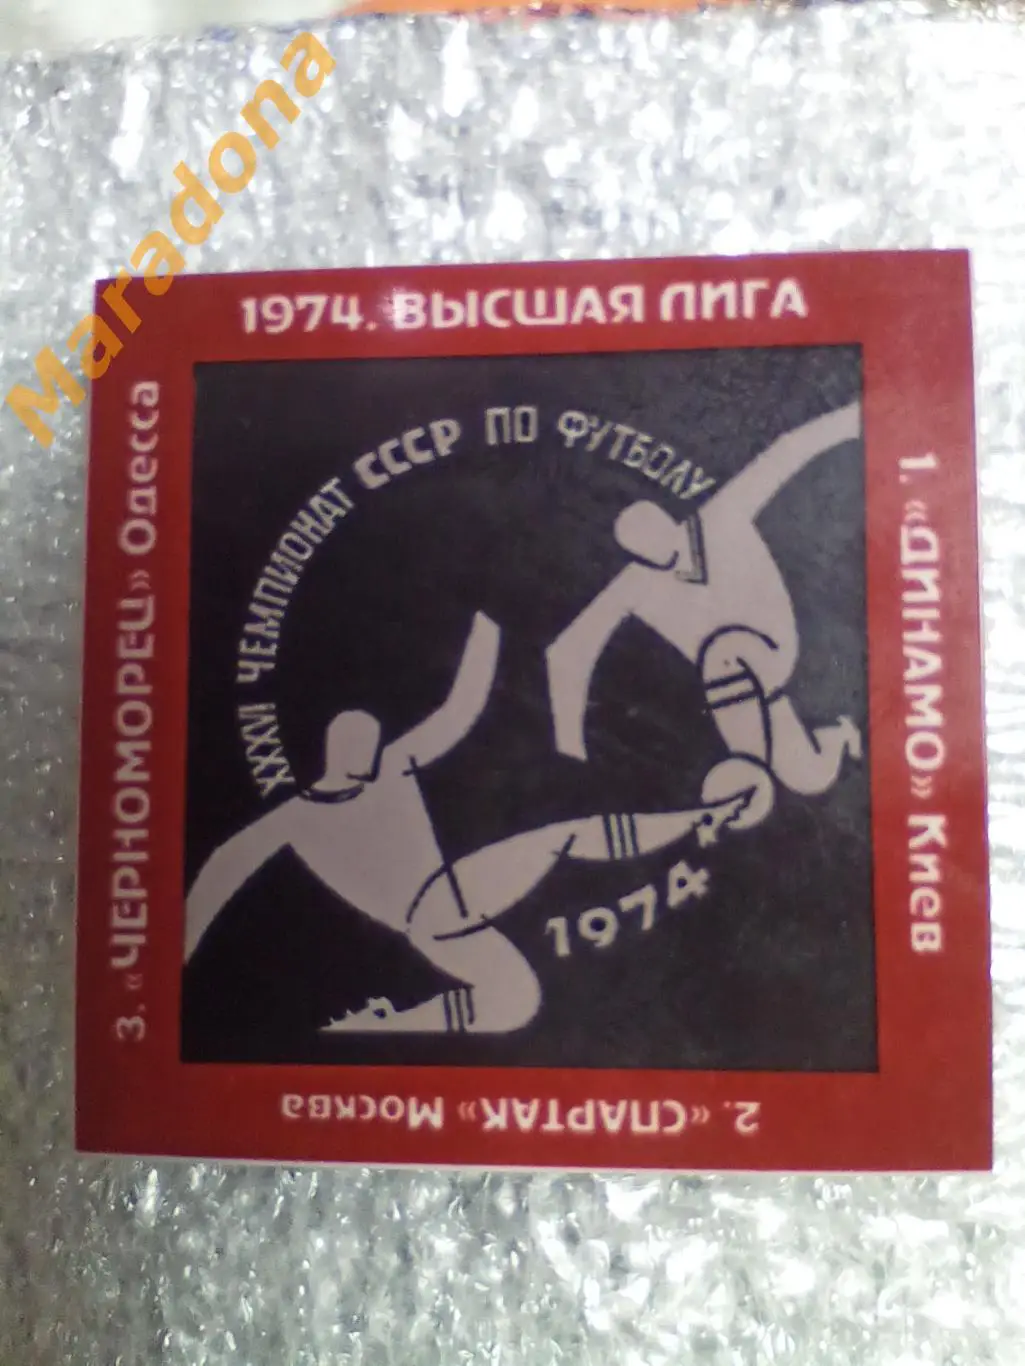 Maradona
1974. ВЫСШАЯ ЛИГА
1. «ДИНАМО» Киев
2. «СПАРТАК» Москва
3. «ЧЕРНОМОРЕЦ» Одесса
XXXVI ЧЕМПИОНАТ СССР ПО ФУТБОЛУ
1974